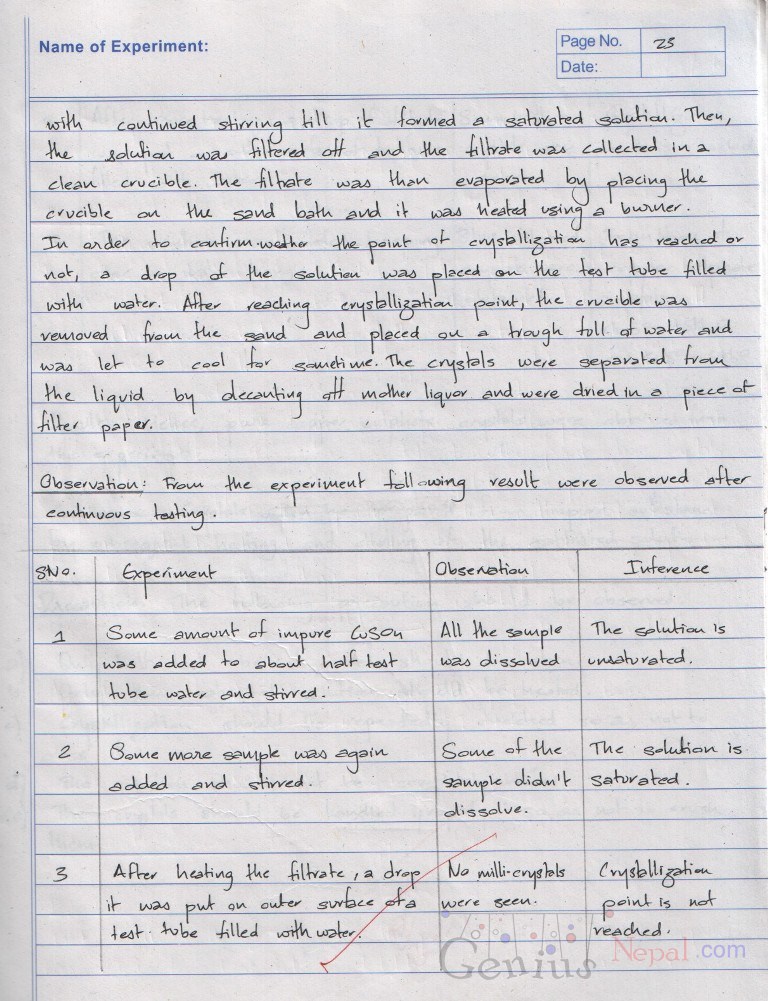 Name of Experiment:
Page No. 23
Date:
with continued stirring till it formed a saturated solution. Then,
the solution was filtered off and the filtrate was collected in a
clean crucible. The filtrate was than evaporated by placing the
crucible on the sand bath and it was heated using a burner.
In order to confirm wether the point of crystallization has reached or
not, a drop of the solution was placed on the test tube filled
with water. After reaching crystallization point, the crucible was
removed from the sand and placed on a trough full of water and
was let to cool for sometime. The crystals were separated from
the liquid by decanting off mother liquor and were dried in a piece of
filter paper.
Observation: From the experiment following result were observed after
continuous testing.
SNo. Experiment Observation Inference
1 Some amount of impure CuSO4 All the sample The solution is
was added to about half test was dissolved unsaturated.
tube water and stirred.
2 Some more sample was again Some of the The solution is
added and stirred. sample didn't saturated.
dissolve.
3 After heating the filtrate, a drop No milli-crystals Crystallization
it was put on outer surface of a were seen. point is not
test tube filled with water. reached.
Genius Nepal.com